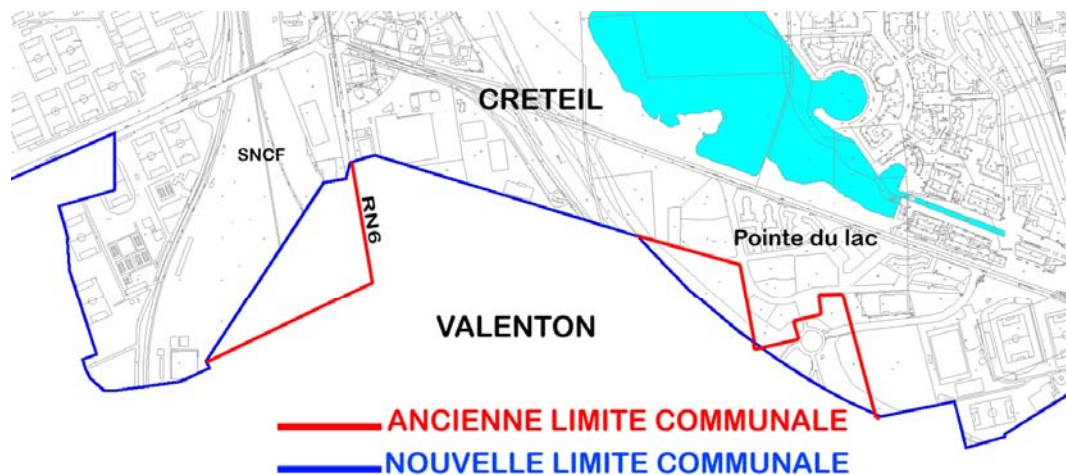 CRETEIL
SNCF
RN6
Pointe du lac
VALENTON
ANCIENNE LIMITE COMMUNALE
NOUVELLE LIMITE COMMUNALE